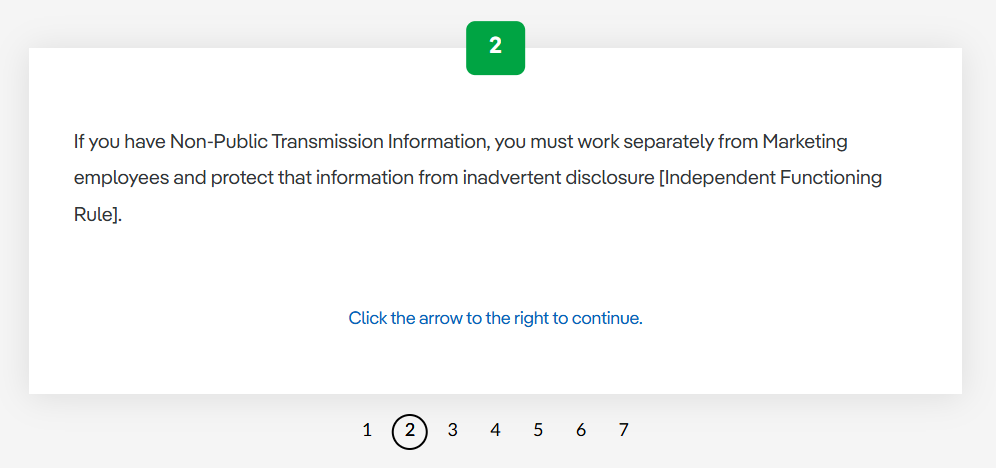 2
If you have Non-Public Transmission Information, you must work separately from Marketing
employees and protect that information from inadvertent disclosure [Independent Functioning
Rule].
Click the arrow to the right to continue.
1 2 3 4 5 6 7